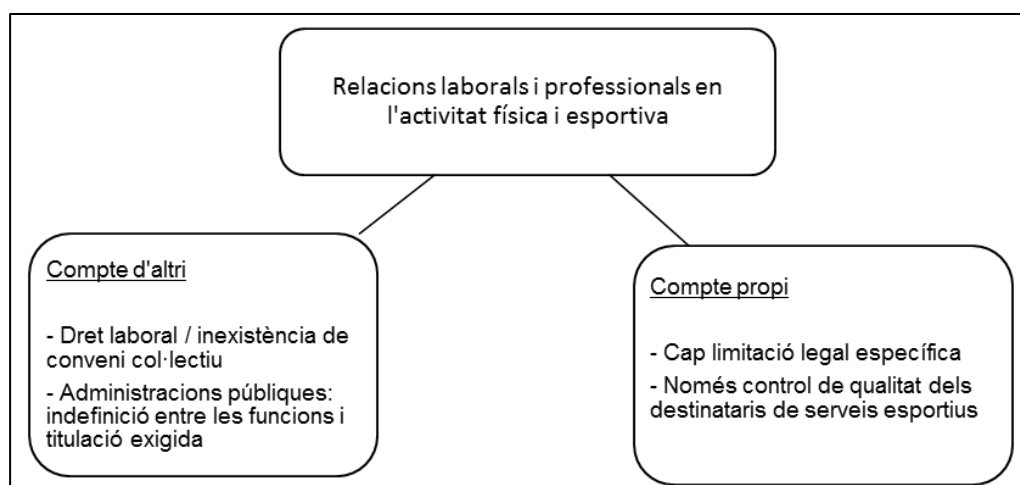 Relacions laborals i professionals en
l'activitat física i esportiva
Compte d'altri
- Dret laboral / inexistència de
conveni col·lectiu
- Administracions públiques:
indefinició entre les funcions i
titulació exigida
Compte propi
- Cap limitació legal específica
- Només control de qualitat dels
destinataris de serveis esportius